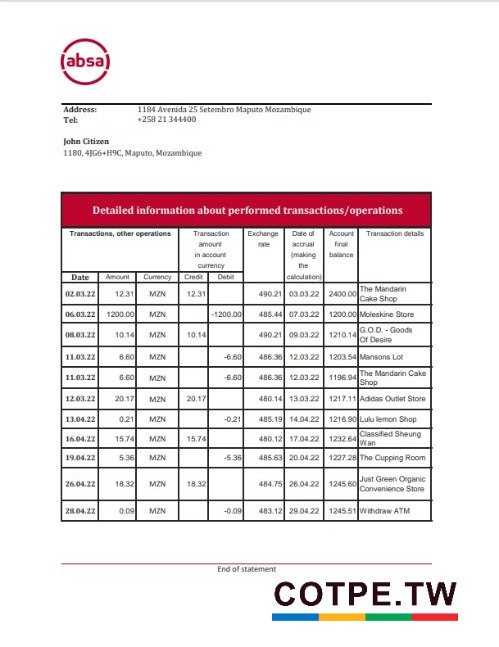 (absa)
Address: 1184 Avenida 25 Setembro Maputo Mozambique
Tel: +258 21 344400
John Citizen
1180, 4JG6+H9C, Maputo, Mozambique
Detailed information about performed transactions/operations
Transactions, other operations Transaction amount in account currency Exchange rate Date of accrual (making the calculation) Account final balance Transaction details
Date Amount Currency Credit Debit
02.03.22 12.31 MZN 12.31 490.21 03.03.22 2400.00 The Mandarin Cake Shop
06.03.22 1200.00 MZN -1200.00 485.44 07.03.22 1200.00 Moleskine Store
08.03.22 10.14 MZN 10.14 490.21 09.03.22 1210.14 G.O.D. - Goods Of Desire
11.03.22 6.60 MZN -6.60 486.36 12.03.22 1203.54 Mansons Lot
11.03.22 6.60 MZN -6.60 486.36 12.03.22 1196.94 The Mandarin Cake Shop
12.03.22 20.17 MZN 20.17 480.14 13.03.22 1217.11 Adidas Outlet Store
13.04.22 0.21 MZN -0.21 485.19 14.04.22 1216.90 Lulu lemon Shop
16.04.22 15.74 MZN 15.74 480.12 17.04.22 1232.64 Classified Sheung Wan
19.04.22 5.36 MZN -5.36 485.63 20.04.22 1227.28 The Cupping Room
26.04.22 18.32 MZN 18.32 484.75 26.04.22 1245.60 Just Green Organic Convenience Store
28.04.22 0.09 MZN -0.09 483.12 29.04.22 1245.51 Withdraw ATM
End of statement
COTPE.TW